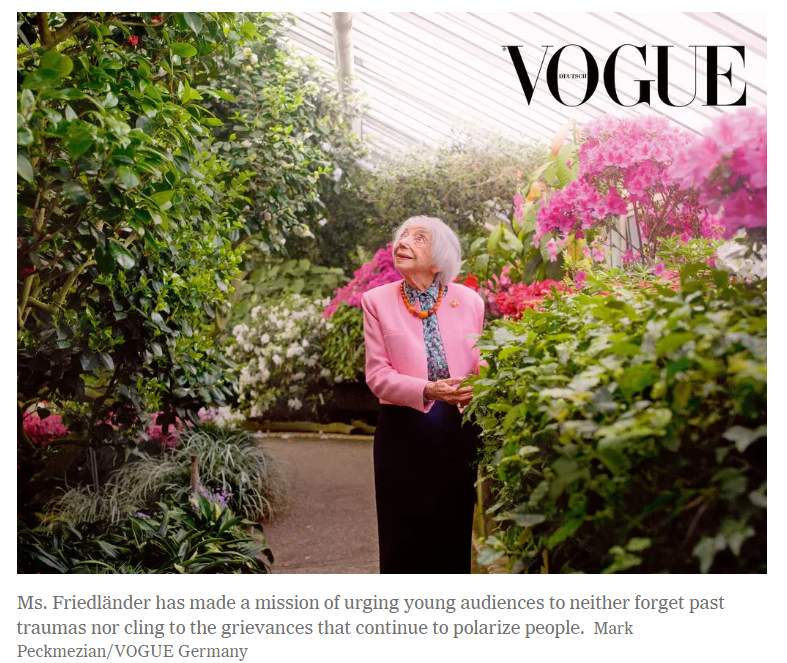 VOGUE
DEUTSCH
Ms. Friedländer has made a mission of urging young audiences to neither forget past
traumas nor cling to the grievances that continue to polarize people. Mark
Peckmezian/VOGUE Germany